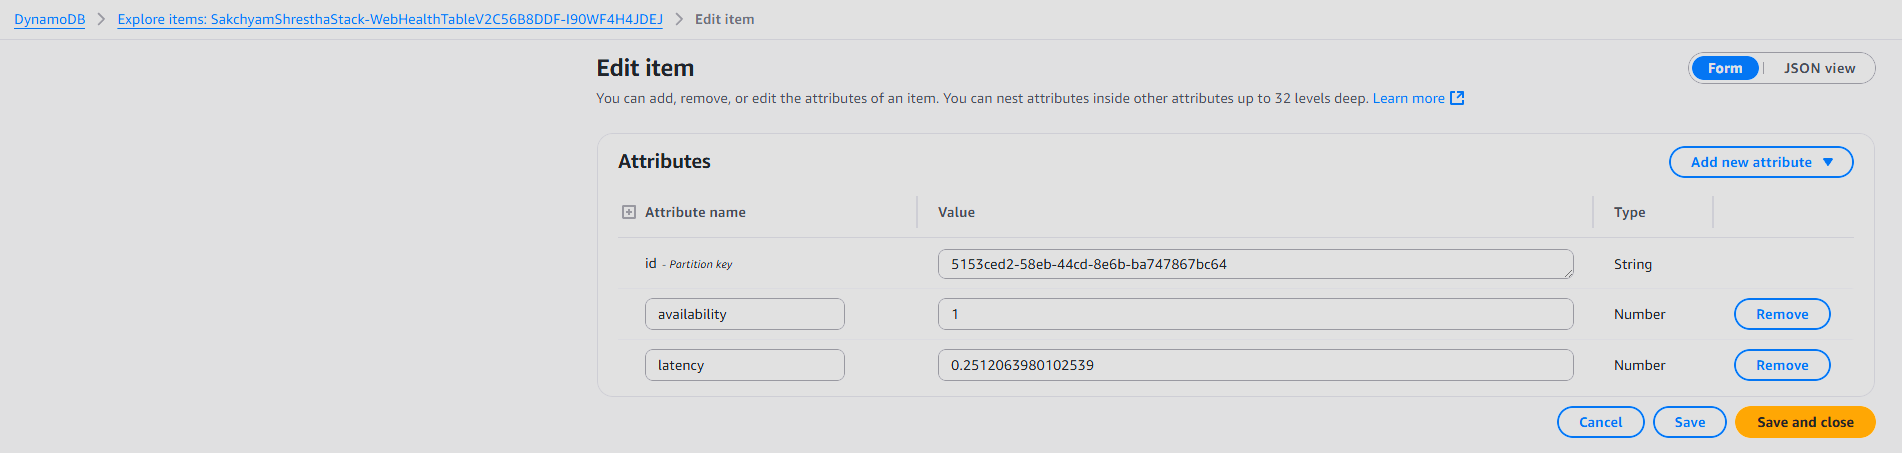 DynamoDB > Explore items: SakchyamShresthaStack-WebHealthTableV2C56B8DDF-I90WF4H4JDEJ > Edit item
Edit item
Form | JSON view
You can add, remove, or edit the attributes of an item. You can nest attributes inside other attributes up to 32 levels deep. Learn more
Attributes
Add new attribute
Attribute name Value Type
id - Partition key 5153ced2-58eb-44cd-8e6b-ba747867bc64 String
availability 1 Number Remove
latency 0.2512063980102539 Number Remove
Cancel Save Save and close